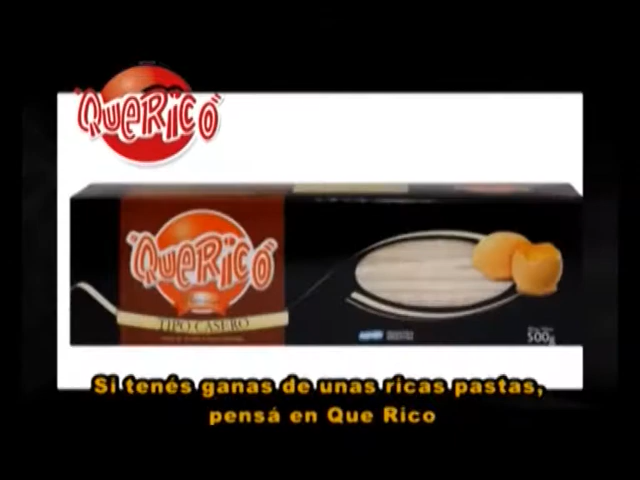 QUERICO
QUERICO
TIPO CASERO
500g
Si tenés ganas de unas ricas pastas,
pensá en Que Rico